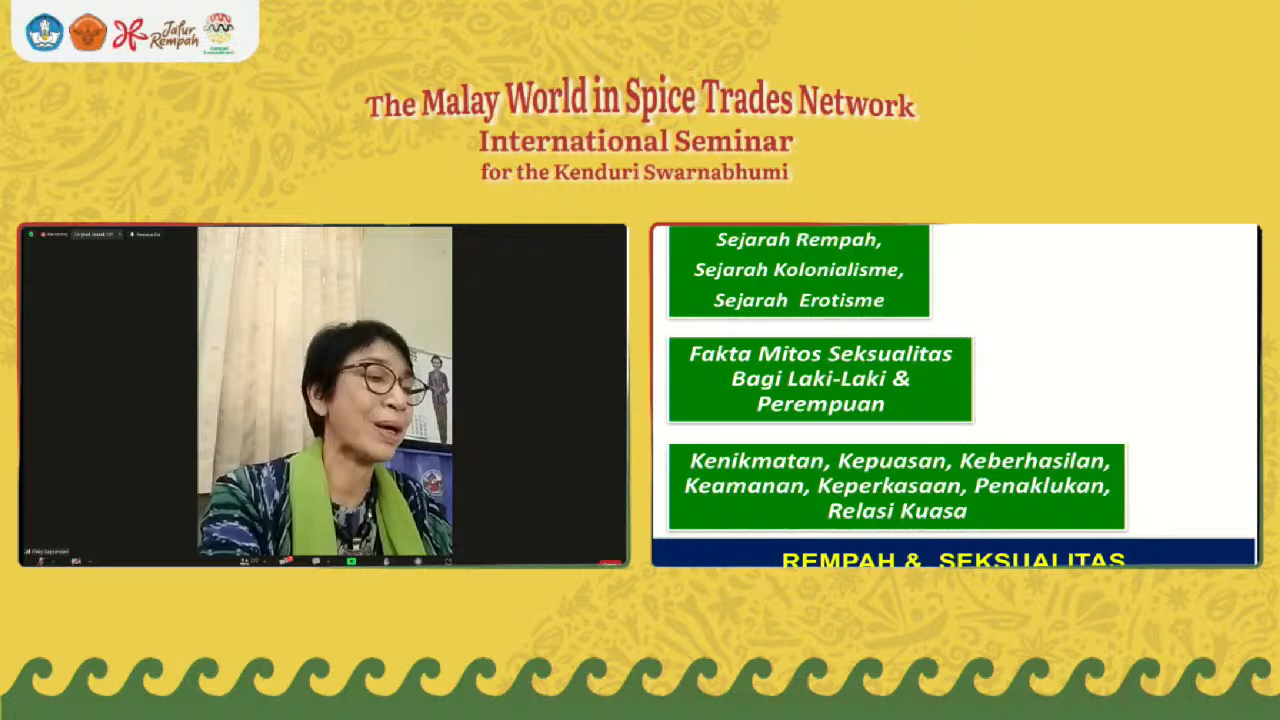 Jalur
Rempah
The Malay World in Spice Trades Network
International Seminar
for the Kenduri Swarnabhumi
Sejarah Rempah,
Sejarah Kolonialisme,
Sejarah Erotisme
Fakta Mitos Seksualitas
Bagi Laki-Laki &
Perempuan
Kenikmatan, Kepuasan, Keberhasilan,
Keamanan, Keperkasaan, Penaklukan,
Relasi Kuasa
REMPAH & SEKSUALITAS